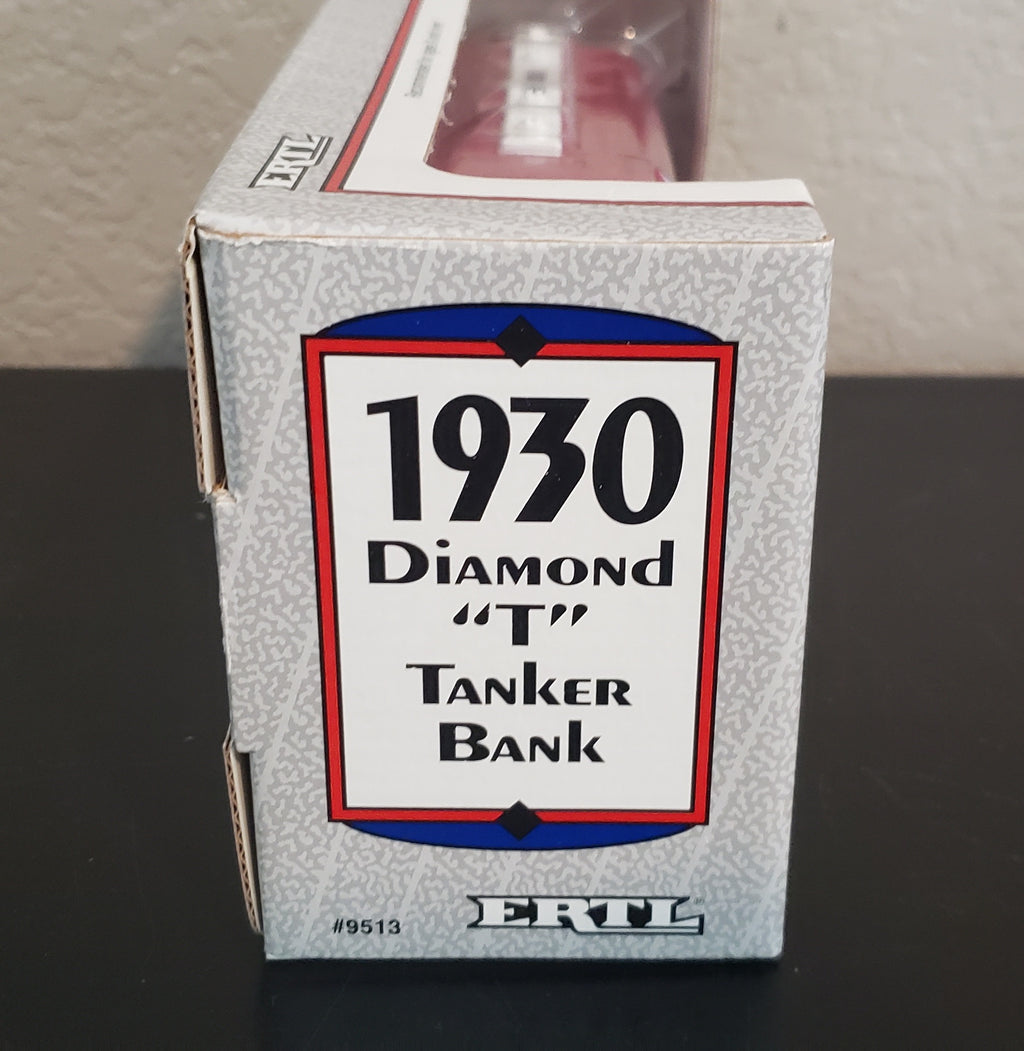 ERTL
1930
Diamond
“T”
Tanker
Bank
#9513
ERTL